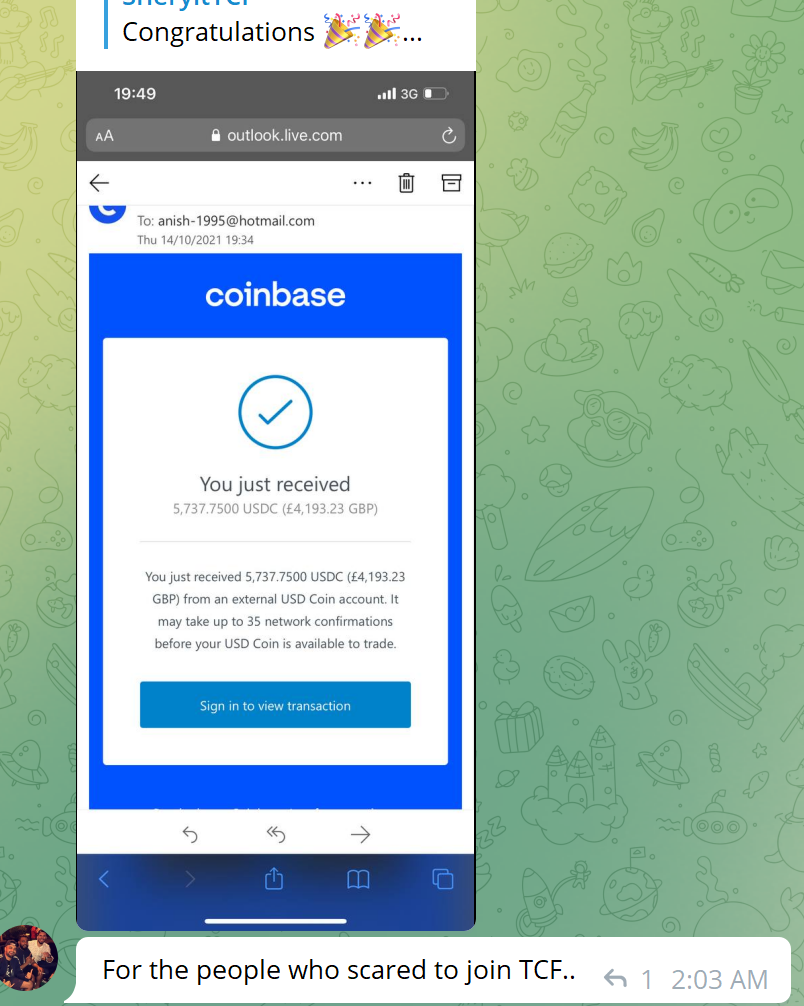 SherylTCF
Congratulations 🎉🎉...
19:49
3G
AA
outlook.live.com
To: anish-1995@hotmail.com
Thu 14/10/2021 19:34
coinbase
You just received
5,737.7500 USDC (£4,193.23 GBP)
You just received 5,737.7500 USDC (£4,193.23
GBP) from an external USD Coin account. It
may take up to 35 network confirmations
before your USD Coin is available to trade.
Sign in to view transaction
For the people who scared to join TCF..
1 2:03 AM